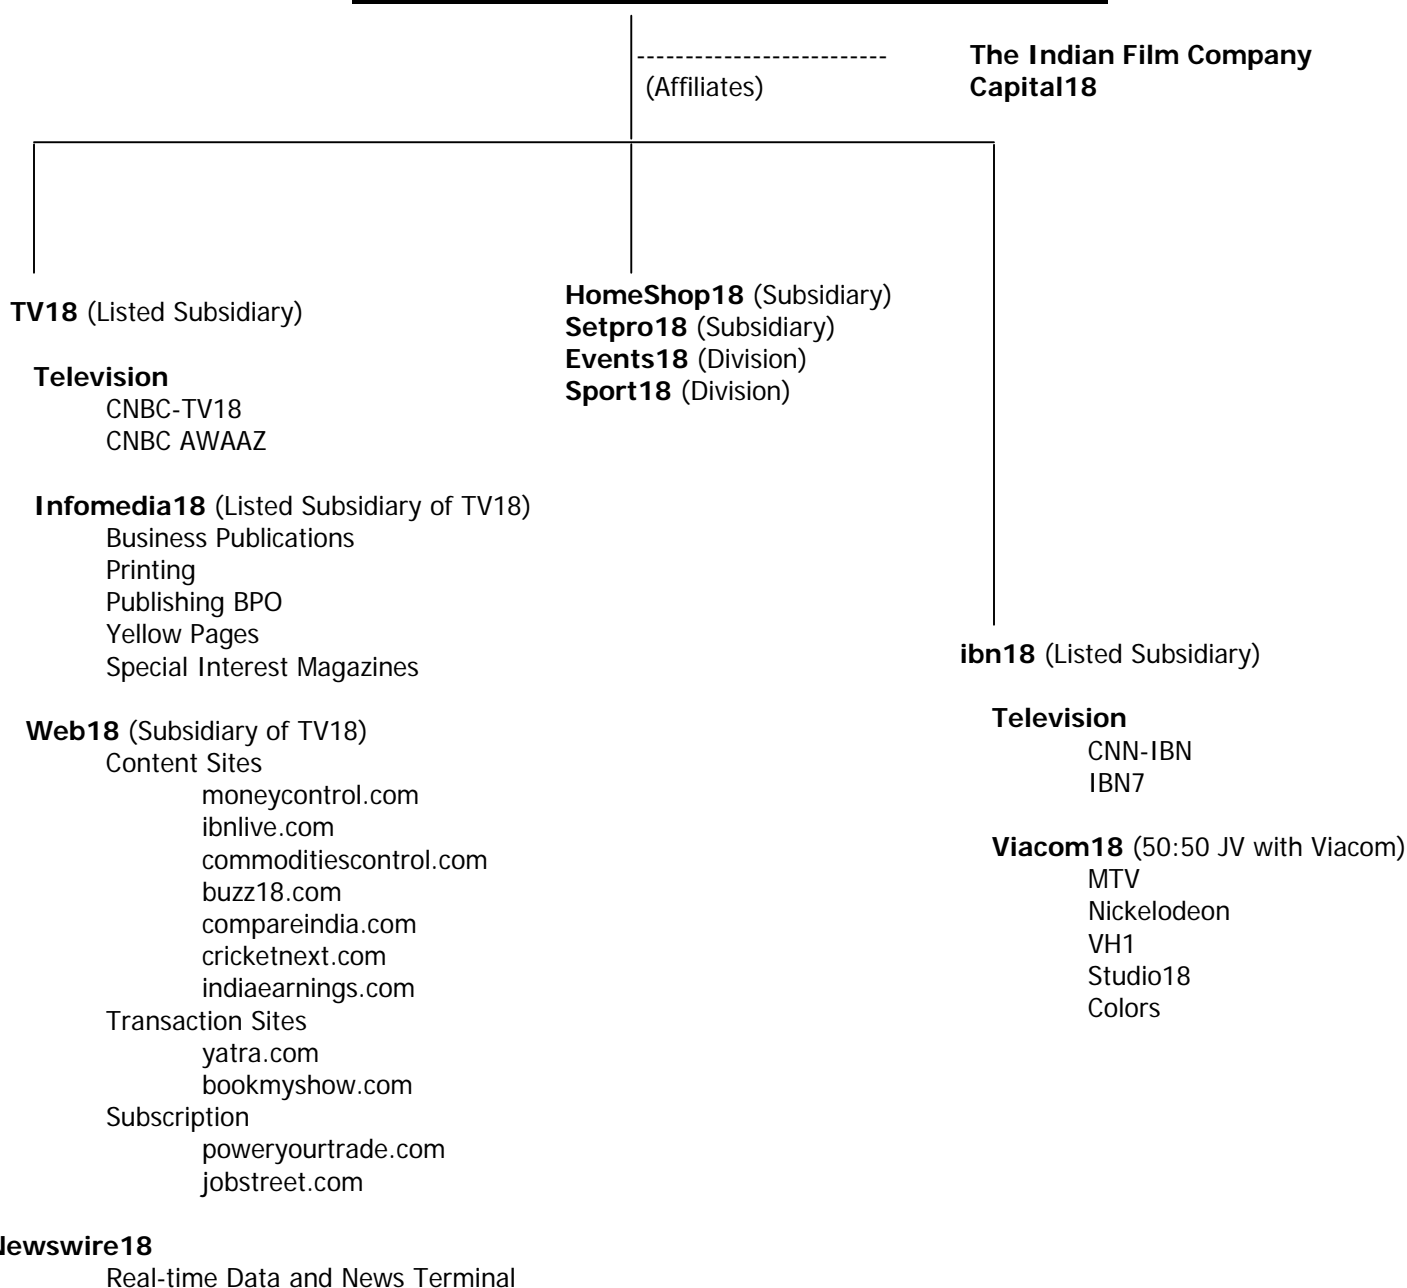 (Affiliates)
The Indian Film Company
Capital18
TV18 (Listed Subsidiary)
Television
CNBC-TV18
CNBC AWAAZ
Infomedia18 (Listed Subsidiary of TV18)
Business Publications
Printing
Publishing BPO
Yellow Pages
Special Interest Magazines
Web18 (Subsidiary of TV18)
Content Sites
moneycontrol.com
ibnlive.com
commoditiescontrol.com
buzz18.com
compareindia.com
cricketnext.com
indiaearnings.com
Transaction Sites
yatra.com
bookmyshow.com
Subscription
poweryourtrade.com
jobstreet.com
Newswire18
Real-time Data and News Terminal
HomeShop18 (Subsidiary)
Setpro18 (Subsidiary)
Events18 (Division)
Sport18 (Division)
ibn18 (Listed Subsidiary)
Television
CNN-IBN
IBN7
Viacom18 (50:50 JV with Viacom)
MTV
Nickelodeon
VH1
Studio18
Colors